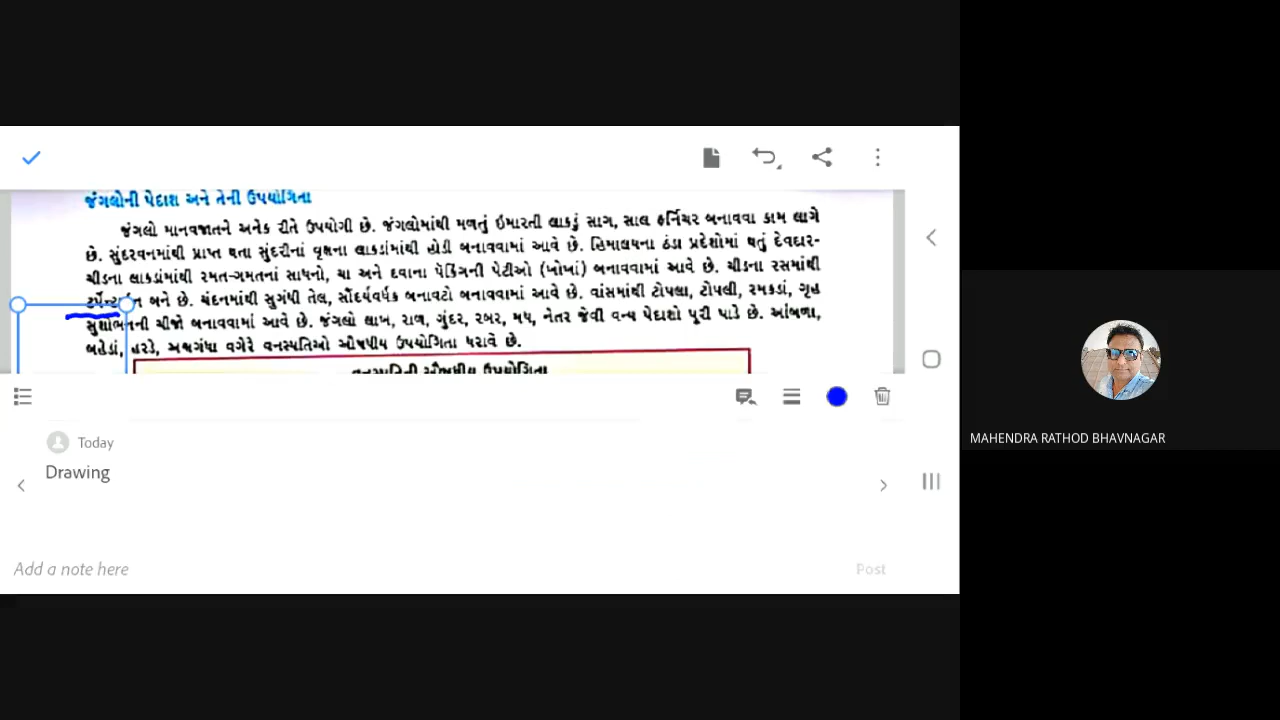 જંગલોની પેદાશ અને તેની ઉપયોગિતા
જંગલો માનવજાતને અનેક રીતે ઉપયોગી છે. જંગલોમાંથી મળતું ઇમારતી લાકડું સાગ, સાલ ફર્નિચર બનાવવા કામ લાગે
છે. સુંદરવનમાંથી પ્રાપ્ત થતા સુંદરીનાં વૃક્ષના લાકડાંમાંથી હોડી બનાવવામાં આવે છે. હિમાલયના ઠંડા પ્રદેશોમાં થતું દેવદાર-
ચીડના લાકડાંમાંથી રમત-ગમતનાં સાધનો, ચા અને દવાના પૅકિંગની પેટીઓ (ખોખાં) બનાવવામાં આવે છે. ચીડના રસમાંથી
બને છે. ચંદનમાંથી સુગંધી તેલ, સૌંદર્યવર્ધક બનાવટો બનાવવામાં આવે છે. વાંસમાંથી ટોપલા, ટોપલી, રમકડાં, ગૃહ
સુશોભનની ચીજો બનાવવામાં આવે છે. જંગલો લાખ, રાળ, ગુંદર, રબર, મધ, નેતર જેવી વન્ય પેદાશો પૂરી પાડે છે. આંબળા,
બહેડાં, હરડે, અશ્વગંધા વગેરે વનસ્પતિઓ ઔષધીય ઉપયોગિતા ધરાવે છે.
વનસ્પતિની ઔષધીય ઉપયોગિતા
Today
Drawing
Add a note here
Post
MAHENDRA RATHOD BHAVNAGAR